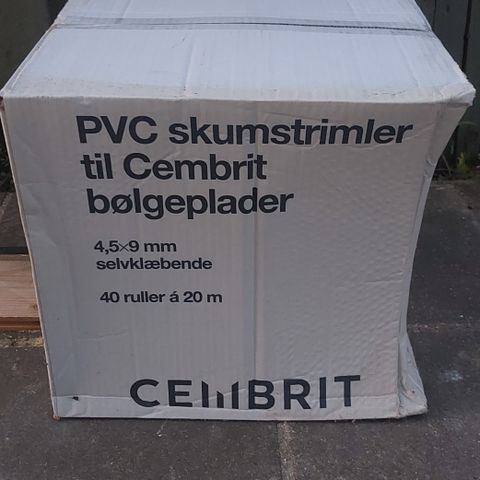 PVC skumstrimler
til Cembrit
bølgeplader
4,5×9 mm
selvklæbende
40 ruller á 20 m
CEMBRIT